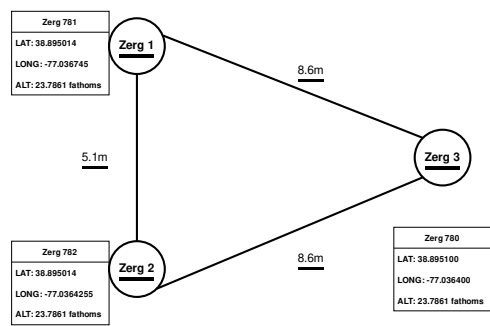 Zerg 781
LAT: 38.895014
LONG: -77.036745
ALT: 23.7861 fathoms
Zerg 1
8.6m
5.1m
Zerg 3
Zerg 782
LAT: 38.895014
LONG: -77.0364255
ALT: 23.7861 fathoms
Zerg 2
8.6m
Zerg 780
LAT: 38.895100
LONG: -77.036400
ALT: 23.7861 fathoms